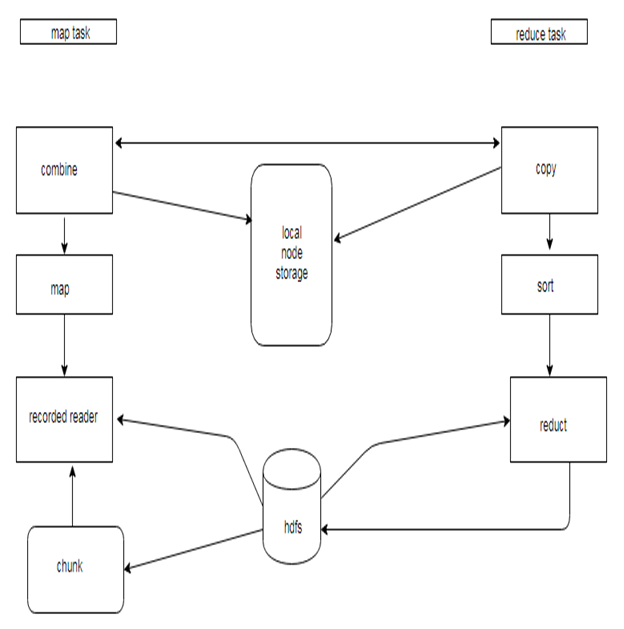 map task
reduce task
combine
copy
local
node
storage
map
sort
recorded reader
reduct
hdfs
chunk